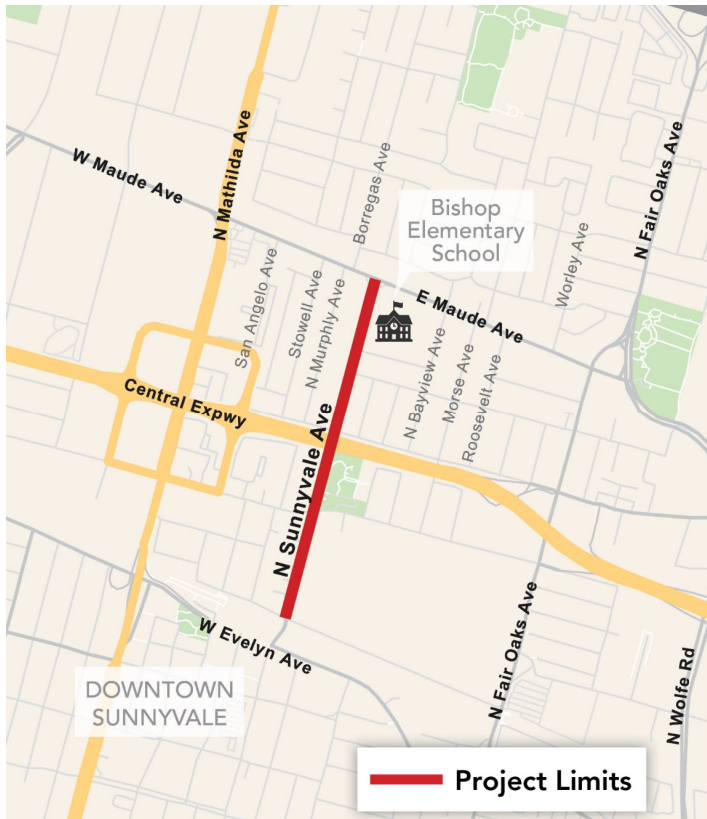 W Maude Ave
N Mathilda Ave
Borregas Ave
N Fair Oaks Ave
Bishop
Elementary
School
San Angelo Ave
Stowell Ave
N Murphly Ave
E Maude Ave
Worley Ave
Central Expwy
N Sunnyvale Ave
N Bayview Ave
Morse Ave
Roosevelt Ave
W Evelyn Ave
N Fair Oaks Ave
N Wolfe Rd
DOWNTOWN
SUNNYVALE
Project Limits